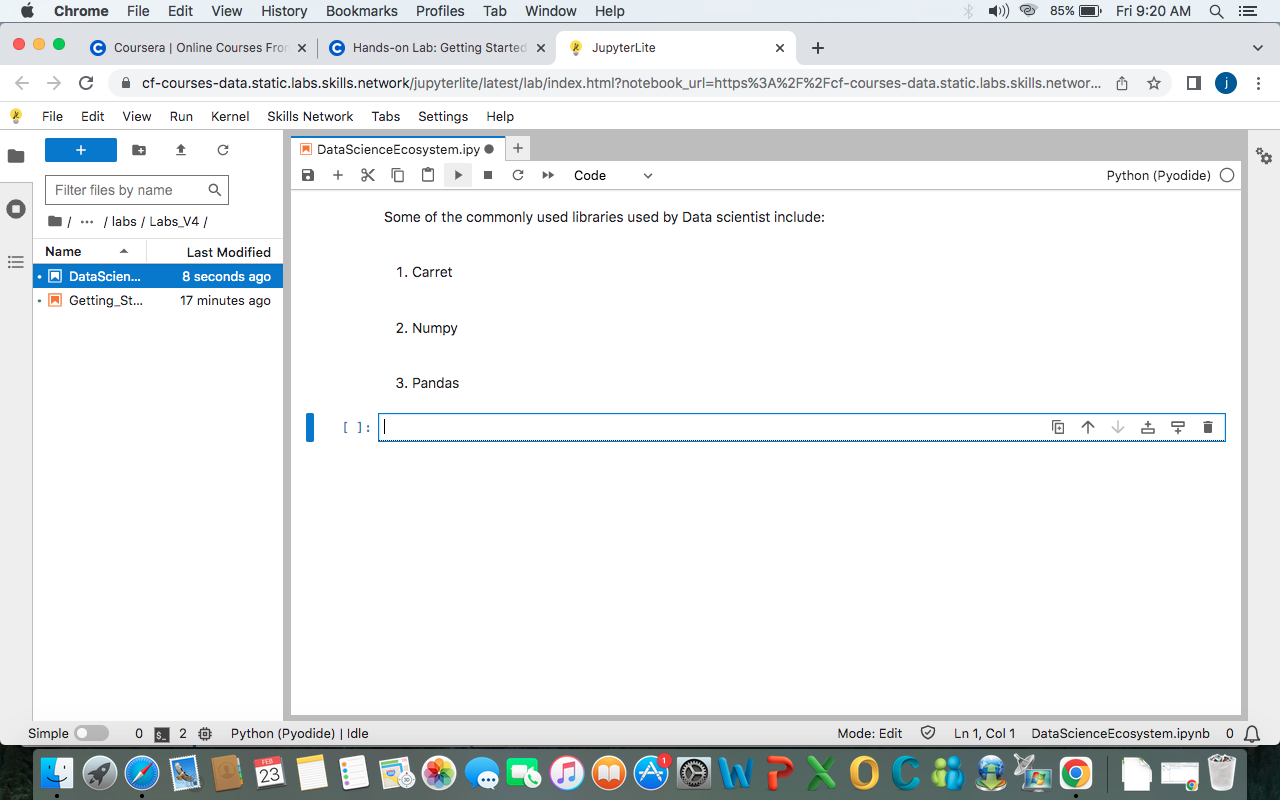 Chrome File Edit View History Bookmarks Profiles Tab Window Help 85% Fri 9:20 AM
Coursera | Online Courses Fro Hands-on Lab: Getting Started JupyterLite
cf-courses-data.static.labs.skills.network/jupyterlite/latest/lab/index.html?notebook_url=https%3A%2F%2Fcf-courses-data.static.labs.skills.networ... j
File Edit View Run Kernel Skills Network Tabs Settings Help
DataScienceEcosystem.ipy
Code Python (Pyodide)
Filter files by name
/ ··· / labs / Labs_V4 /
Name Last Modified
DataScien... 8 seconds ago
Getting_St... 17 minutes ago
Some of the commonly used libraries used by Data scientist include:
1. Carret
2. Numpy
3. Pandas
[ ]:
Simple 0 $_ 2 Python (Pyodide) | Idle Mode: Edit Ln 1, Col 1 DataScienceEcosystem.ipynb 0
FEB
23
1